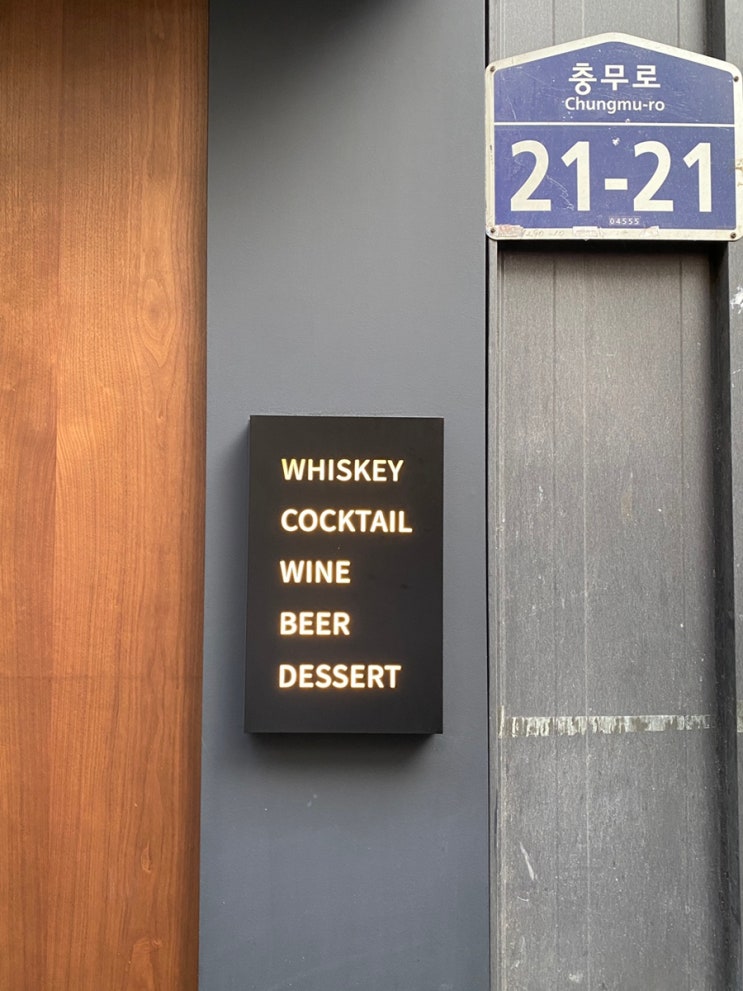 충무로
Chungmu-ro
21-21
04555
WHISKEY
COCKTAIL
WINE
BEER
DESSERT